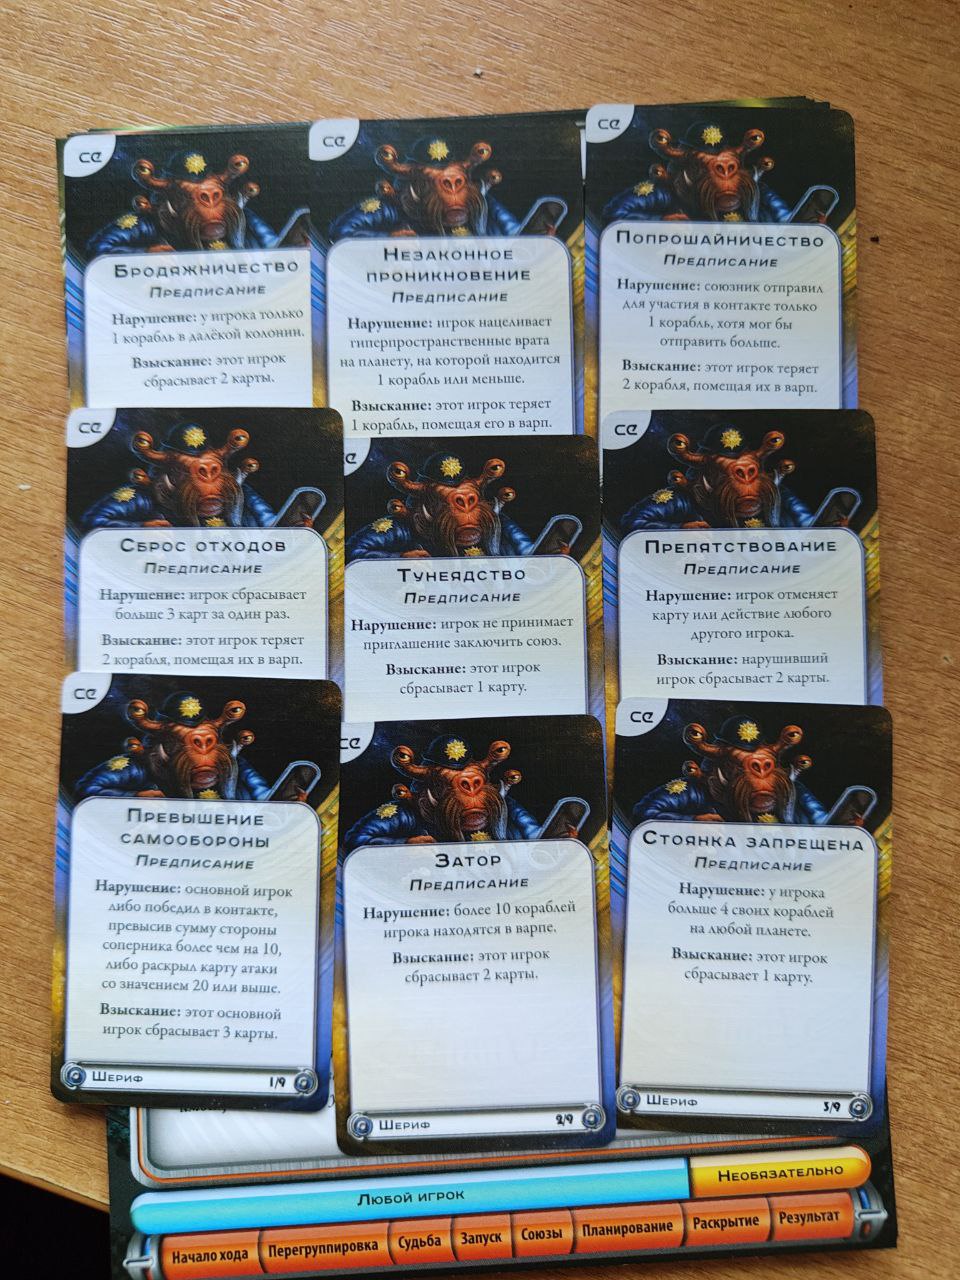 СЕ
Бродяжничество
Предписание
Нарушение: у игрока только
1 корабль в далёкой колонии.
Взыскание: этот игрок
сбрасывает 2 карты.
СЕ
Незаконное
проникновение
Предписание
Нарушение: игрок нацеливает
гиперпространственные врата
на планету, на которой находится
1 корабль или меньше.
Взыскание: этот игрок теряет
1 корабль, помещая его в варп.
СЕ
Попрошайничество
Предписание
Нарушение: союзник отправил
для участия в контакте только
1 корабль, хотя мог бы
отправить больше.
Взыскание: этот игрок теряет
2 корабля, помещая их в варп.
СЕ
Сброс отходов
Предписание
Нарушение: игрок сбрасывает
больше 3 карт за один раз.
Взыскание: этот игрок теряет
2 корабля, помещая их в варп.
СЕ
Тунеядство
Предписание
Нарушение: игрок не принимает
приглашение заключить союз.
Взыскание: этот игрок
сбрасывает 1 карту.
СЕ
Препятствование
Предписание
Нарушение: игрок отменяет
карту или действие любого
другого игрока.
Взыскание: нарушивший
игрок сбрасывает 2 карты.
СЕ
Превышение
самообороны
Предписание
Нарушение: основной игрок
либо победил в контакте,
превысив сумму стороны
соперника более чем на 10,
либо раскрыл карту атаки
со значением 20 или выше.
Взыскание: этот основной
игрок сбрасывает 3 карты.
Шериф 1/9
СЕ
Затор
Предписание
Нарушение: более 10 кораблей
игрока находятся в варпе.
Взыскание: этот игрок
сбрасывает 2 карты.
Шериф 2/9
СЕ
Стоянка запрещена
Предписание
Нарушение: у игрока
больше 4 своих кораблей
на любой планете.
Взыскание: этот игрок
сбрасывает 1 карту.
Шериф 3/9
Любой игрок Необязательно
Начало хода Перегруппировка Судьба Запуск Союзы Планирование Раскрытие Результат